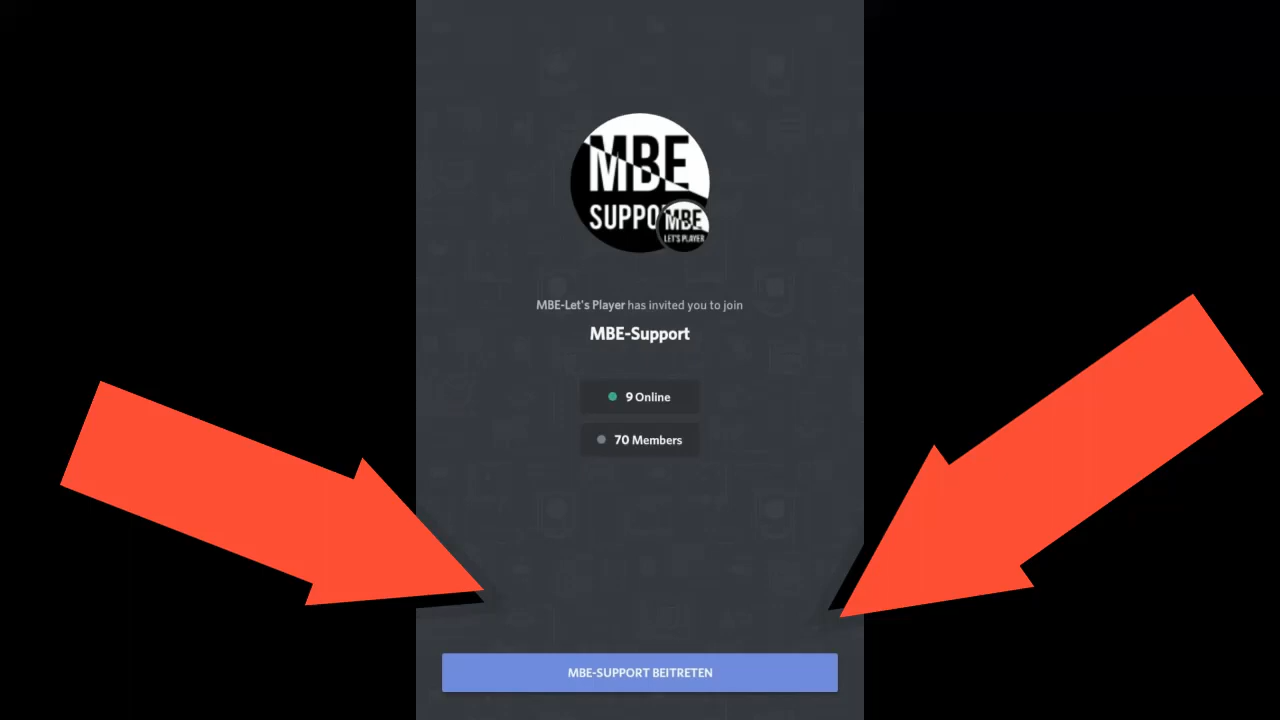 MBE
SUPPO
MBE
LET'S PLAYER
MBE-Let's Player has invited you to join
MBE-Support
9 Online
70 Members
MBE-SUPPORT BEITRETEN